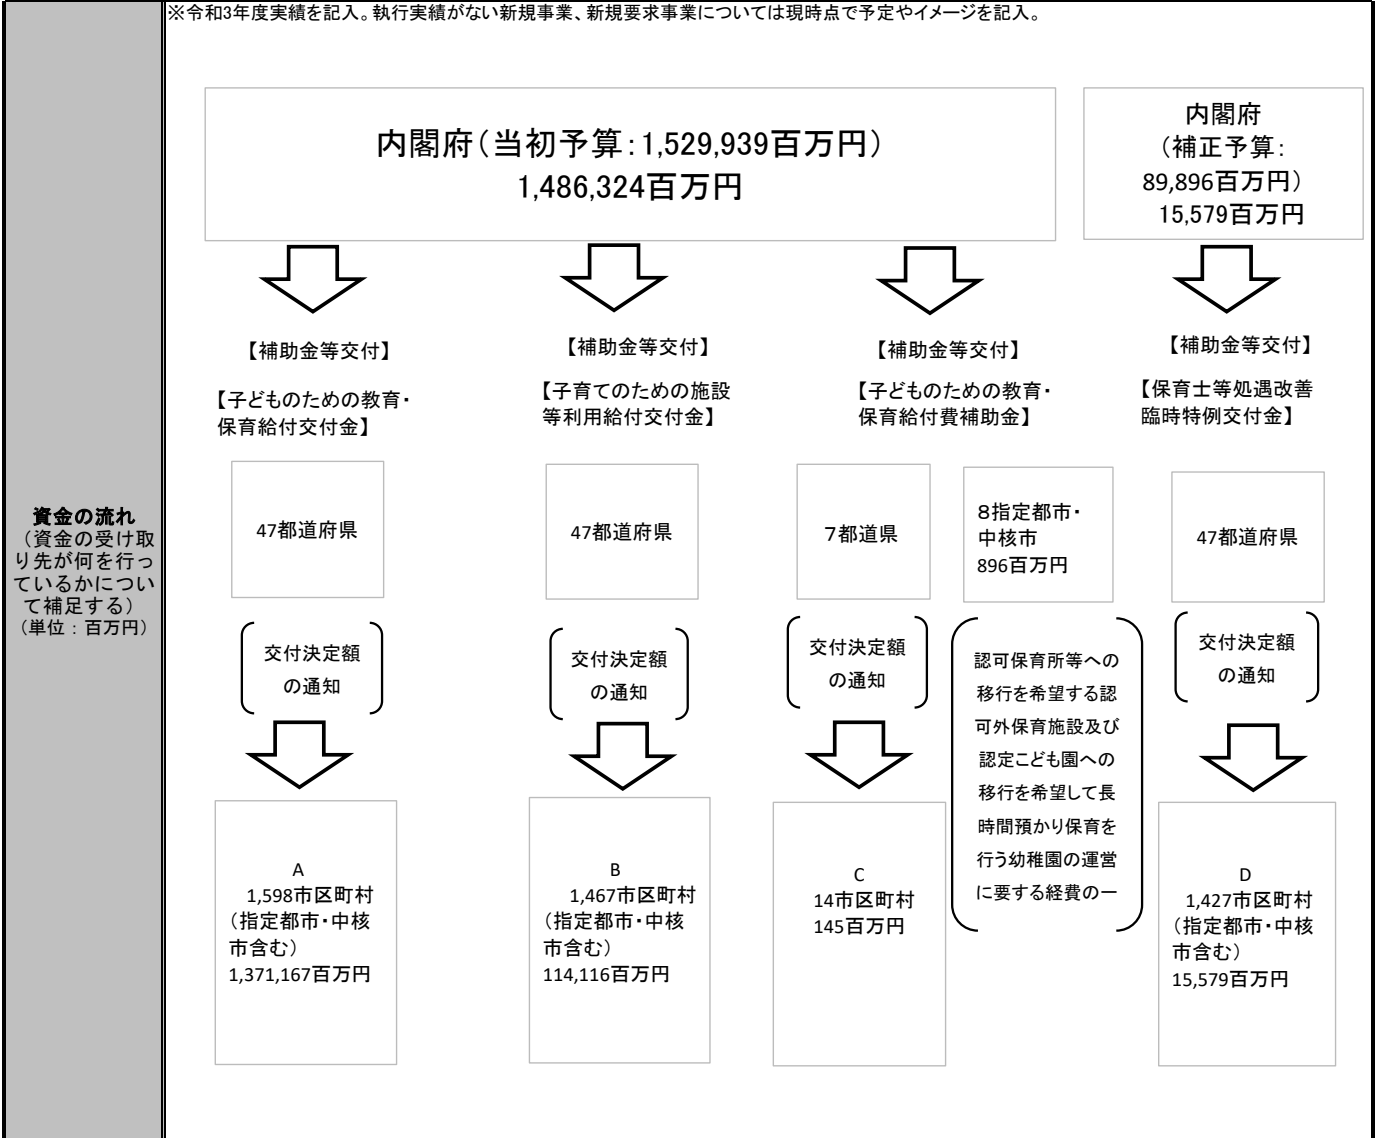 ※令和3年度実績を記入。執行実績がない新規事業、新規要求事業については現時点で予定やイメージを記入。
資金の流れ
（資金の受け取
り先が何を行っ
ているかについ
て補足する）
（単位：百万円）
内閣府（当初予算：1,529,939百万円）
1,486,324百万円
内閣府
（補正予算：
89,896百万円）
15,579百万円
【補助金等交付】
【子どものための教育・
保育給付交付金】
47都道府県
交付決定額
の通知
A
1,598市区町村
（指定都市・中核
市含む）
1,371,167百万円
【補助金等交付】
【子育てのための施設
等利用給付交付金】
47都道府県
交付決定額
の通知
B
1,467市区町村
（指定都市・中核
市含む）
114,116百万円
【補助金等交付】
【子どものための教育・
保育給付費補助金】
7都道県
交付決定額
の通知
C
14市区町村
145百万円
8指定都市・
中核市
896百万円
認可保育所等への
移行を希望する認
可外保育施設及び
認定こども園への
移行を希望して長
時間預かり保育を
行う幼稚園の運営
に要する経費の一
【補助金等交付】
【保育士等処遇改善
臨時特例交付金】
47都道府県
交付決定額
の通知
D
1,427市区町村
（指定都市・中核
市含む）
15,579百万円